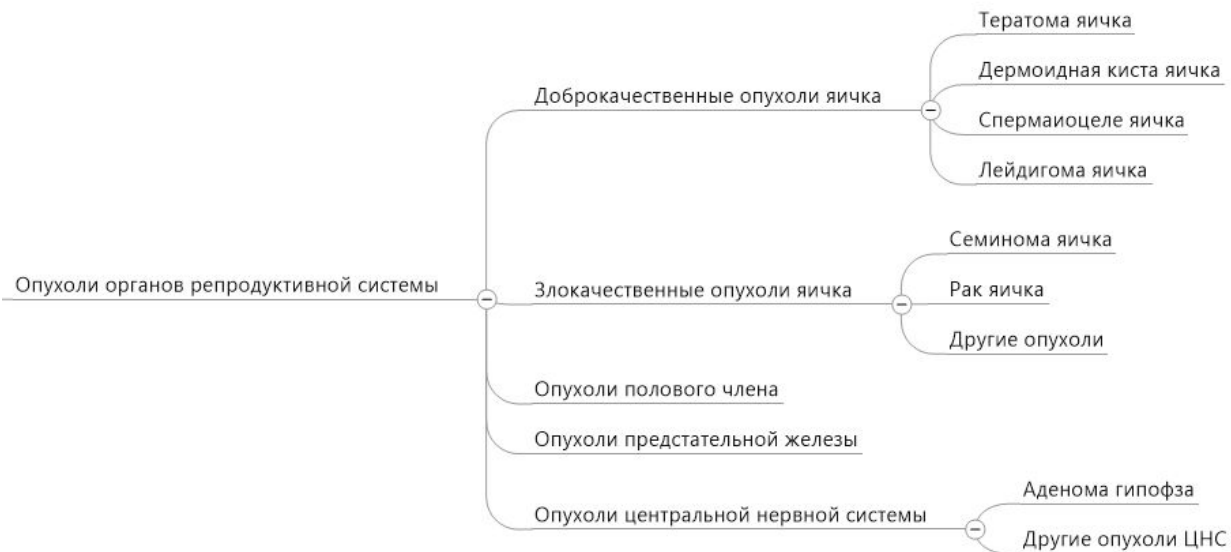 Опухоли органов репродуктивной системы
Доброкачественные опухоли яичка
Тератома яичка
Дермоидная киста яичка
Спермаиоцеле яичка
Лейдигома яичка
Злокачественные опухоли яичка
Семинома яичка
Рак яичка
Другие опухоли
Опухоли полового члена
Опухоли предстательной железы
Опухоли центральной нервной системы
Аденома гипофза
Другие опухоли ЦНС